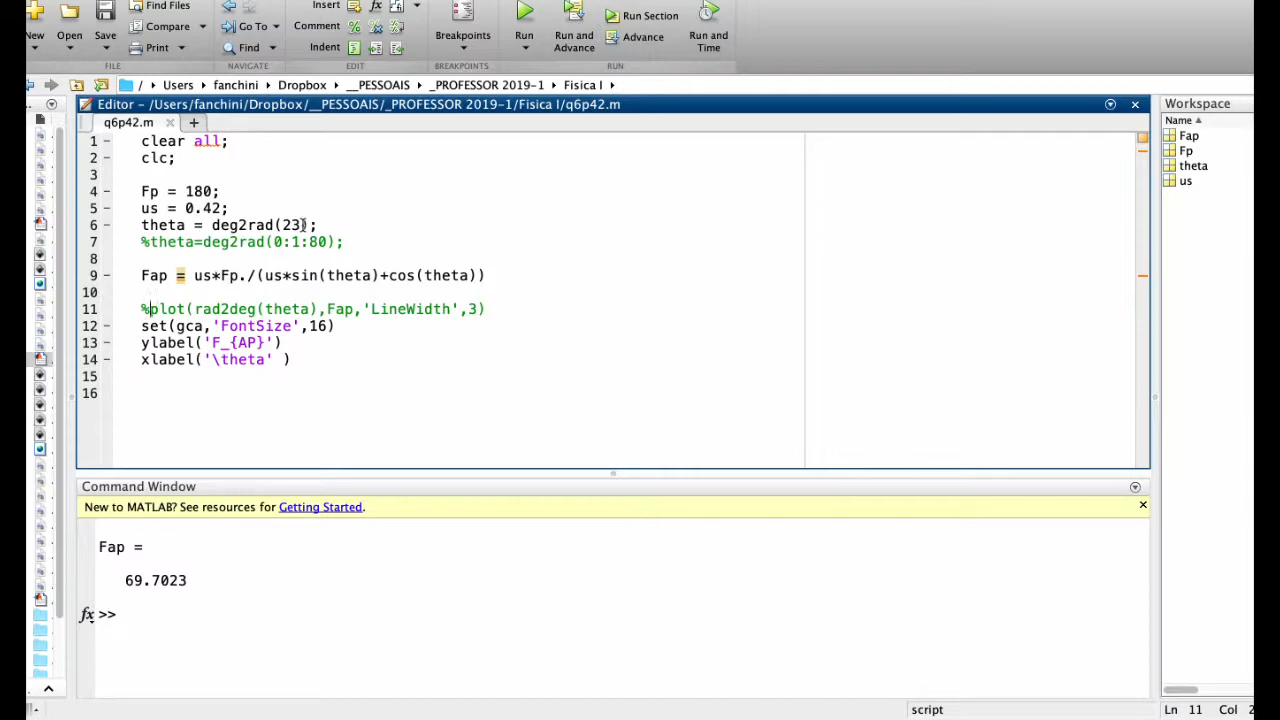 Find Files
Insert
fx
New
Open
Save
Compare
Print
Go To
Find
Comment
Indent
Breakpoints
Run
Run and
Advance
Run Section
Advance
Run and
Time
FILE
NAVIGATE
EDIT
BREAKPOINTS
RUN
/ Users fanchini Dropbox __PESSOAIS _PROFESSOR 2019-1 Fisica I
Editor - /Users/fanchini/Dropbox/__PESSOAIS/_PROFESSOR 2019-1/Fisica I/q6p42.m
q6p42.m
1 - clear all;
2 - clc;
3
4 - Fp = 180;
5 - us = 0.42;
6 - theta = deg2rad(23);
7 %theta=deg2rad(0:1:80);
8
9 - Fap = us*Fp./(us*sin(theta)+cos(theta))
10
11 %plot(rad2deg(theta),Fap,'LineWidth',3)
12 - set(gca,'FontSize',16)
13 - ylabel('F_{AP}')
14 - xlabel('\theta' )
15
16
Workspace
Name
Fap
Fp
theta
us
Command Window
New to MATLAB? See resources for Getting Started.
Fap =
69.7023
fx >>
script
Ln 11 Col 2